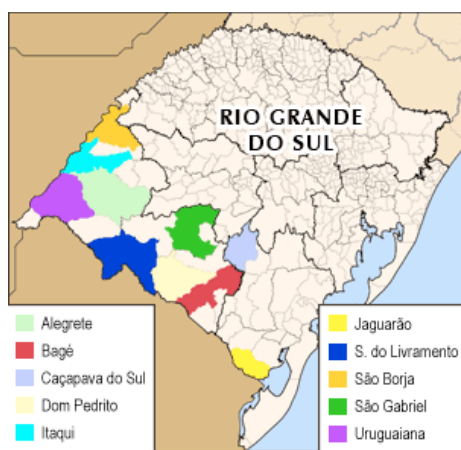 RIO GRANDE
DO SUL
Alegrete
Bagé
Caçapava do Sul
Dom Pedrito
Itaqui
Jaguarão
S. do Livramento
São Borja
São Gabriel
Uruguaiana